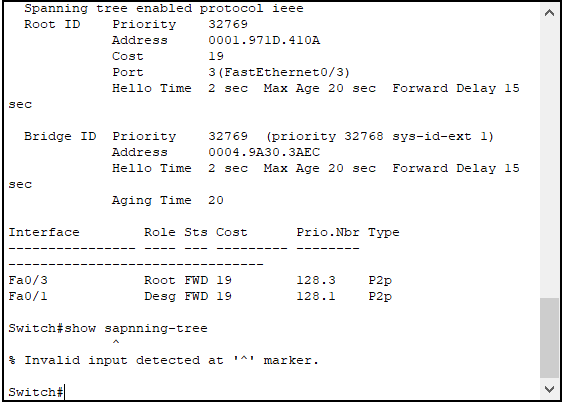 Spanning tree enabled protocol ieee
Root ID    Priority    32769
Address     0001.971D.410A
Cost        19
Port        3(FastEthernet0/3)
Hello Time  2 sec  Max Age 20 sec  Forward Delay 15
sec
Bridge ID  Priority    32769  (priority 32768 sys-id-ext 1)
Address     0004.9A30.3AEC
Hello Time  2 sec  Max Age 20 sec  Forward Delay 15
sec
Aging Time  20
Interface        Role Sts Cost      Prio.Nbr Type
---------------- ---- --- --------- --------
--------------------------------
Fa0/3            Root FWD 19        128.3    P2p
Fa0/1            Desg FWD 19        128.1    P2p
Switch#show sapnning-tree
^
% Invalid input detected at '^' marker.
Switch#